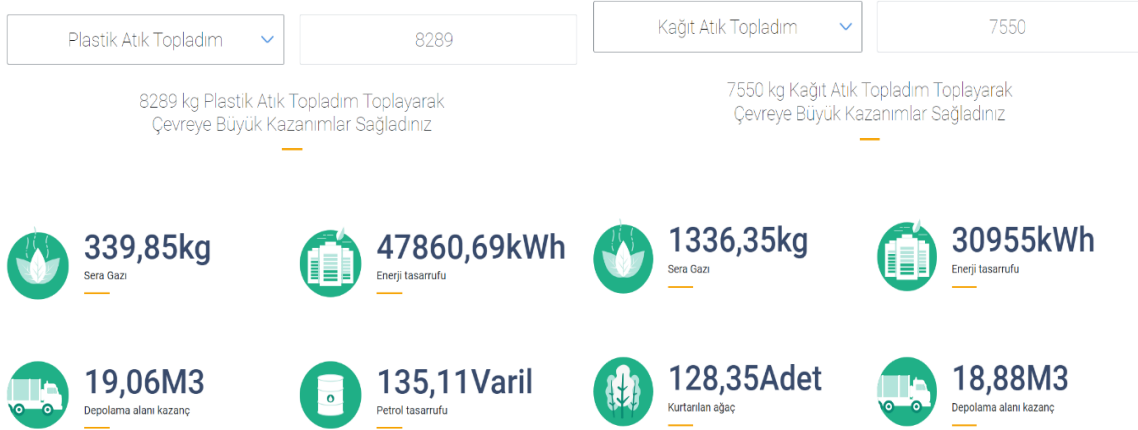 Plastik Atık Topladım
8289
8289 kg Plastik Atık Topladım Toplayarak
Çevreye Büyük Kazanımlar Sağladınız
339,85kg
Sera Gazı
47860,69kWh
Enerji tasarrufu
19,06M3
Depolama alanı kazanç
135,11Varil
Petrol tasarrufu
Kağıt Atık Topladım
7550
7550 kg Kağıt Atık Topladım Toplayarak
Çevreye Büyük Kazanımlar Sağladınız
1336,35kg
Sera Gazı
30955kWh
Enerji tasarrufu
128,35Adet
Kurtarılan ağaç
18,88M3
Depolama alanı kazanç